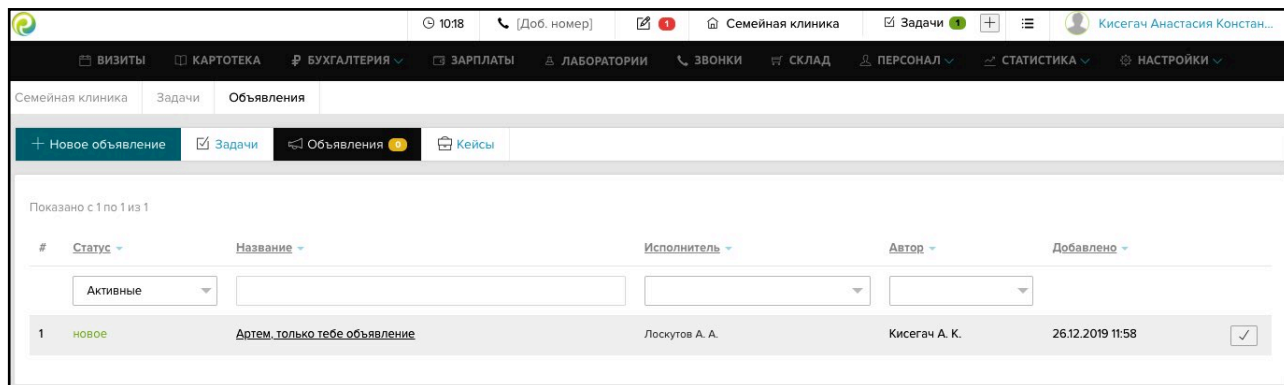 10:18 [Доб. номер] 1 Семейная клиника Задачи 1 Кисегач Анастасия Констан...
ВИЗИТЫ КАРТОТЕКА БУХГАЛТЕРИЯ ЗАРПЛАТЫ ЛАБОРАТОРИИ ЗВОНКИ СКЛАД ПЕРСОНАЛ СТАТИСТИКА НАСТРОЙКИ
Семейная клиника Задачи Объявления
+ Новое объявление Задачи Объявления 0 Кейсы
Показано с 1 по 1 из 1
# Статус Название Исполнитель Автор Добавлено
Активные
1 новое Артем, только тебе объявление Лоскутов А. А. Кисегач А. К. 26.12.2019 11:58